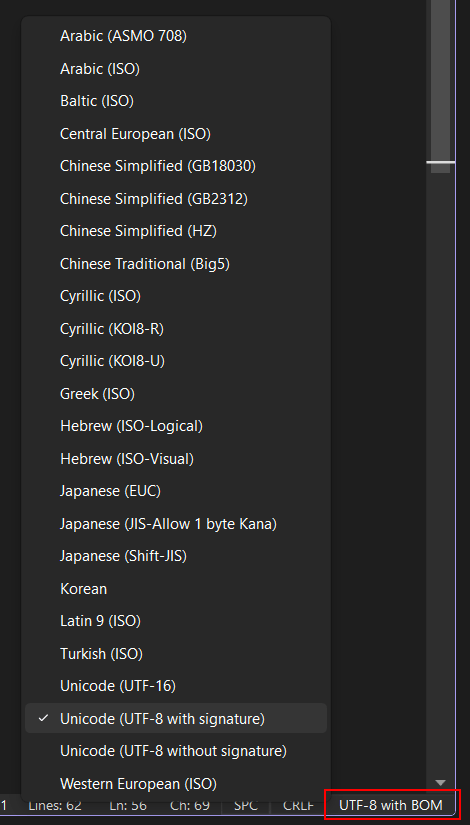 Arabic (ASMO 708)
Arabic (ISO)
Baltic (ISO)
Central European (ISO)
Chinese Simplified (GB18030)
Chinese Simplified (GB2312)
Chinese Simplified (HZ)
Chinese Traditional (Big5)
Cyrillic (ISO)
Cyrillic (KOI8-R)
Cyrillic (KOI8-U)
Greek (ISO)
Hebrew (ISO-Logical)
Hebrew (ISO-Visual)
Japanese (EUC)
Japanese (JIS-Allow 1 byte Kana)
Japanese (Shift-JIS)
Korean
Latin 9 (ISO)
Turkish (ISO)
Unicode (UTF-16)
Unicode (UTF-8 with signature)
Unicode (UTF-8 without signature)
Western European (ISO)
1 Lines: 62 Ln: 56 Ch: 69 SPC CRLF UTF-8 with BOM